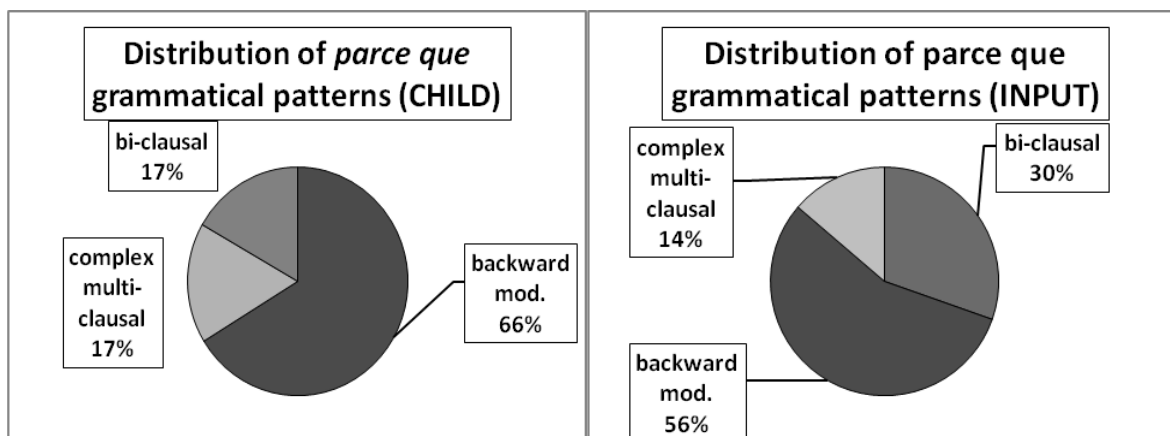 Distribution of parce que
grammatical patterns (CHILD)
bi-clausal
17%
complex
multi-
clausal
17%
backward
mod.
66%
Distribution of parce que
grammatical patterns (INPUT)
complex
multi-
clausal
14%
bi-clausal
30%
backward
mod.
56%